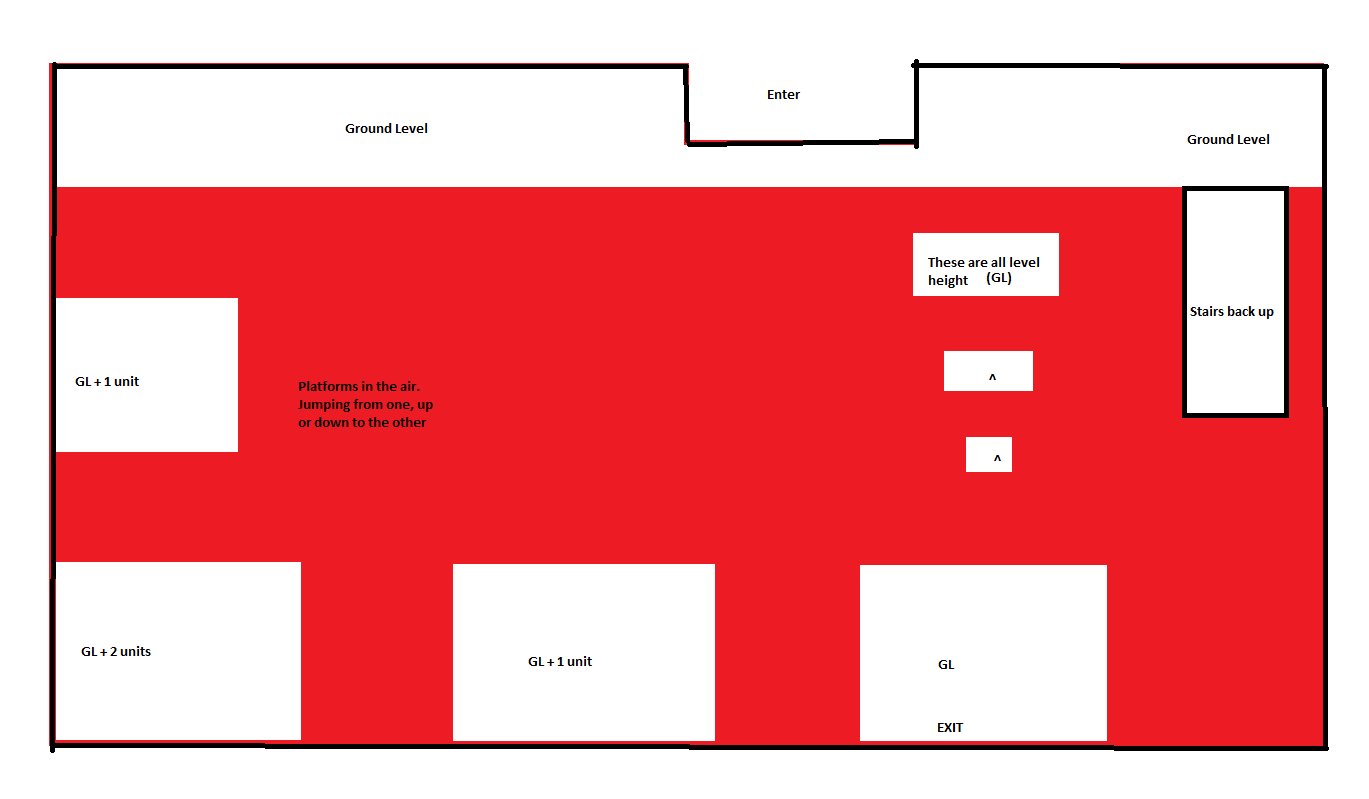 Enter
Ground Level
Ground Level
These are all level
height (GL)
Stairs back up
GL + 1 unit
^
Platforms in the air.
Jumping from one, up
or down to the other
^
GL + 2 units
GL + 1 unit
GL
EXIT